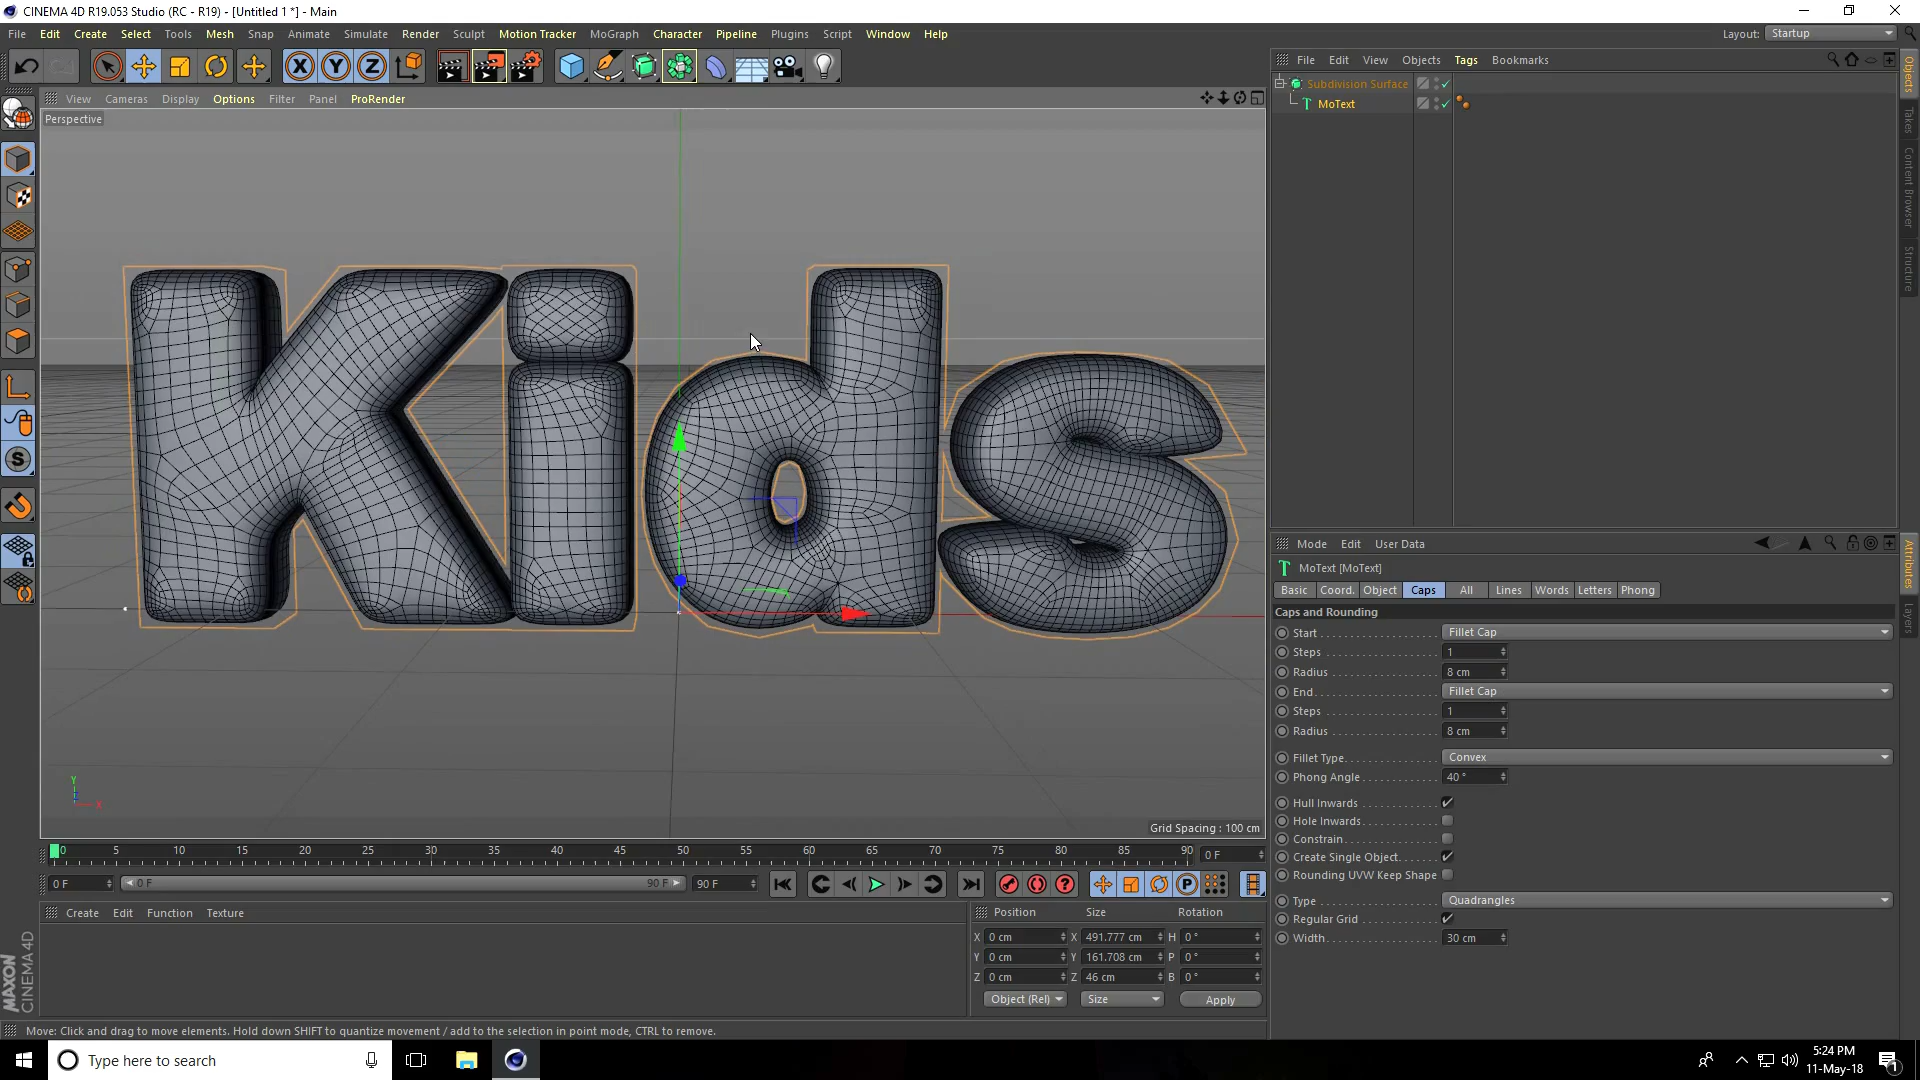 CINEMA 4D R19.053 Studio (RC - R19) - [Untitled 1 *] - Main
File Edit Create Select Tools Mesh Snap Animate Simulate Render Sculpt Motion Tracker MoGraph Character Pipeline Plugins Script Window Help
Layout: Startup
X Y Z
File Edit View Objects Tags Bookmarks
View Cameras Display Options Filter Panel ProRender
Perspective
Subdivision Surface
MoText
Objects
Takes
Content Browser
Structure
Kids
Mode Edit User Data
MoText [MoText]
Basic Coord. Object Caps All Lines Words Letters Phong
Caps and Rounding
Start Fillet Cap
Steps 1
Radius 8 cm
End Fillet Cap
Steps 1
Radius 8 cm
Fillet Type Convex
Phong Angle 40 °
Hull Inwards
Hole Inwards
Constrain
Create Single Object
Rounding UVW Keep Shape
Type Quadrangles
Regular Grid
Width 30 cm
Attributes
Layers
Y
X
Grid Spacing : 100 cm
0 5 10 15 20 25 30 35 40 45 50 55 60 65 70 75 80 85 90 0 F
0 F 0 F 90 F 90 F
Create Edit Function Texture
Position Size Rotation
X 0 cm X 491.777 cm H 0 °
Y 0 cm Y 161.708 cm P 0 °
Z 0 cm Z 46 cm B 0 °
Object (Rel) Size Apply
MAXON
CINEMA 4D
Move: Click and drag to move elements. Hold down SHIFT to quantize movement / add to the selection in point mode, CTRL to remove.
Type here to search
5:24 PM
11-May-18
1